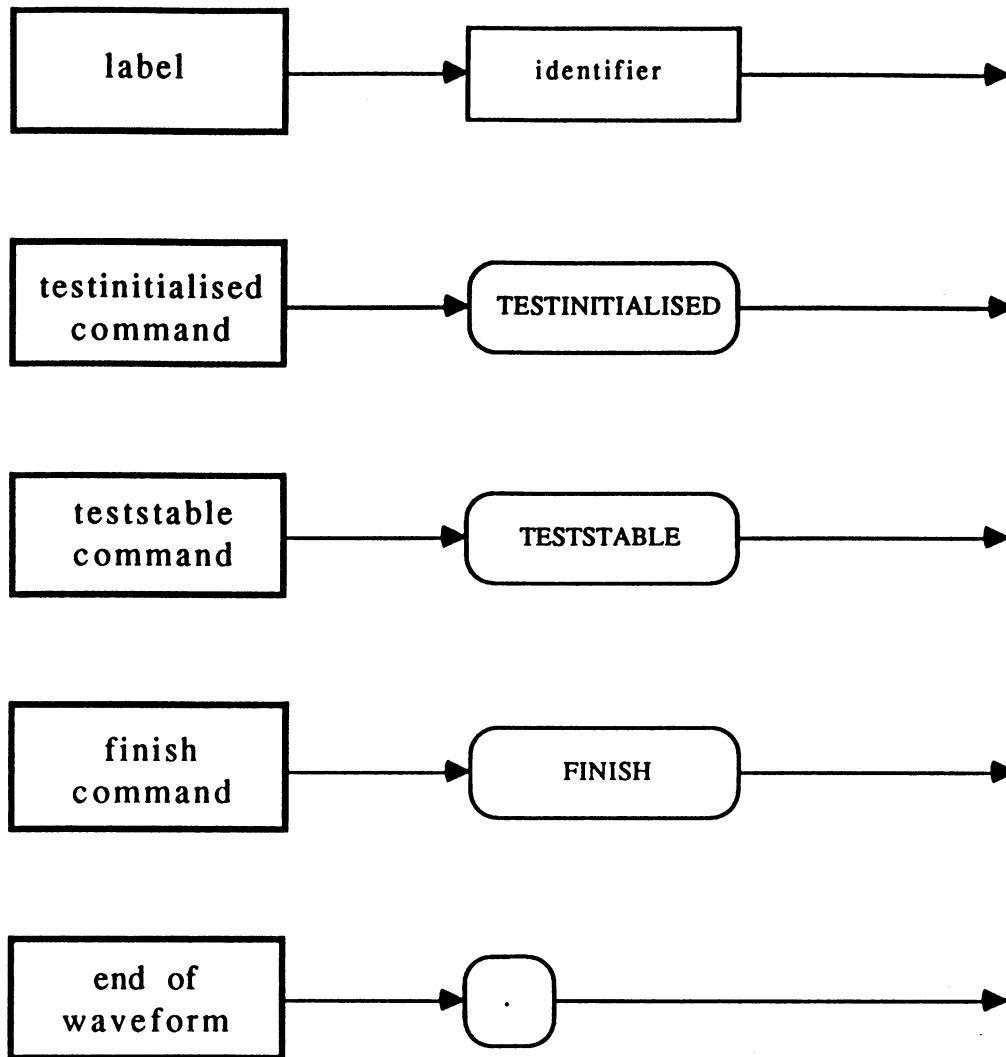 label
identifier
testinitialised
command
TESTINITIALISED
teststable
command
TESTSTABLE
finish
command
FINISH
end of
waveform
.